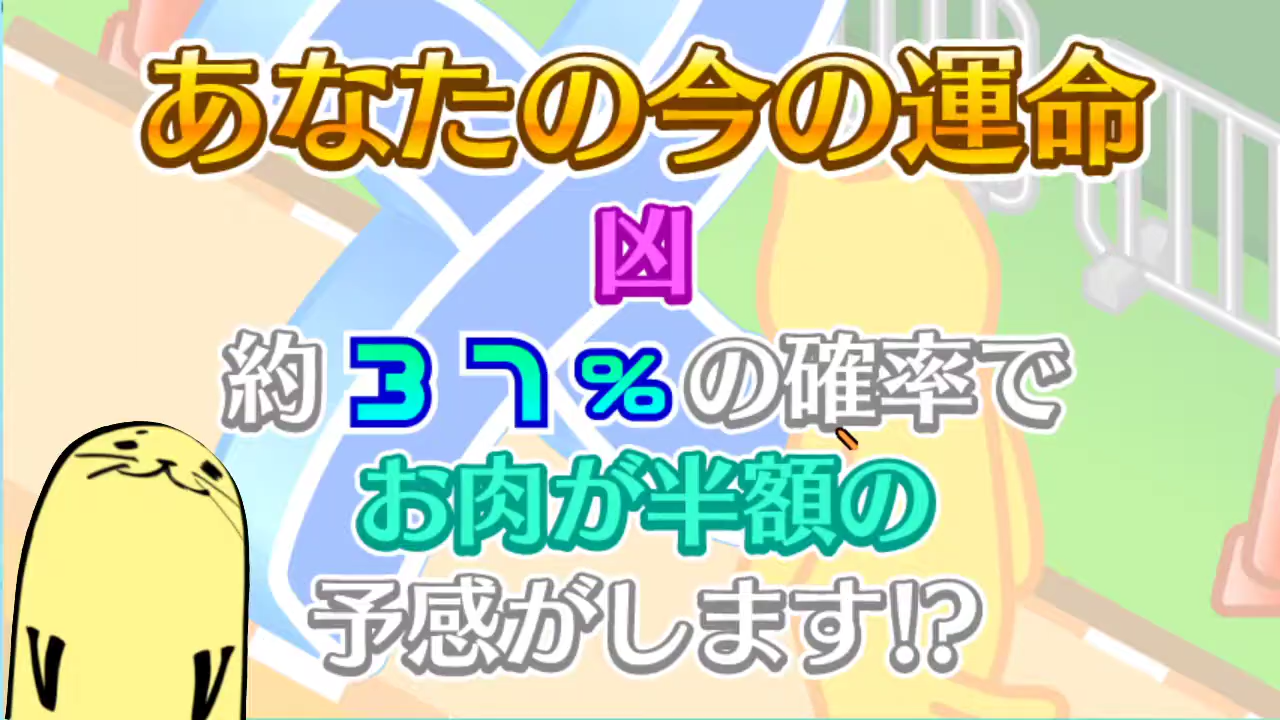 あなたの今の運命
凶
約３７％の確率で
お肉が半額の
予感がします!?